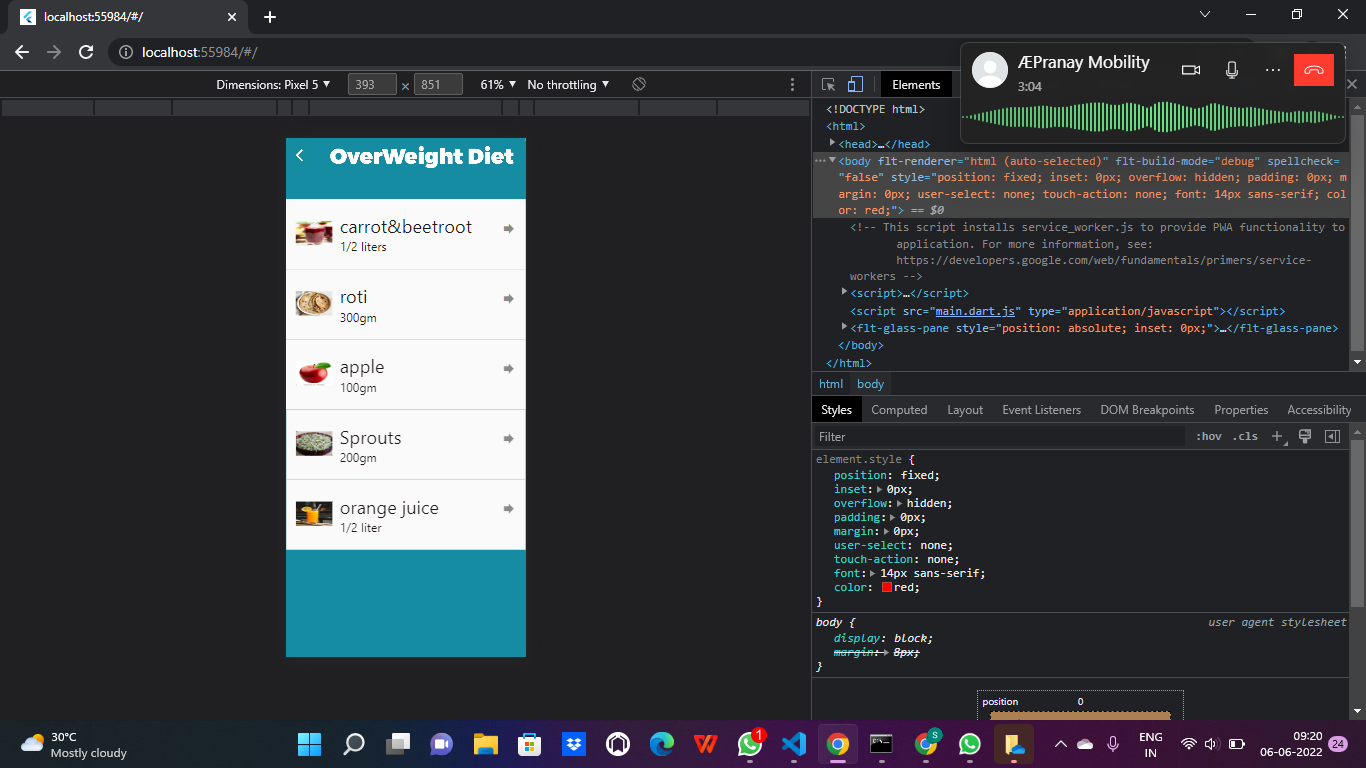 localhost:55984/#/
localhost:55984/#/
Dimensions: Pixel 5 ▼ 393 × 851 61% ▼ No throttling ▼
Elements
ÆPranay Mobility
3:04
OverWeight Diet
carrot&beetroot
1/2 liters
roti
300gm
apple
100gm
Sprouts
200gm
orange juice
1/2 liter
<!DOCTYPE html>
<html>
<head>…</head>
<body flt-renderer="html (auto-selected)" flt-build-mode="debug" spellcheck=
"false" style="position: fixed; inset: 0px; overflow: hidden; padding: 0px; m
argin: 0px; user-select: none; touch-action: none; font: 14px sans-serif; col
or: red;"> == $0
<!-- This script installs service_worker.js to provide PWA functionality to
application. For more information, see:
https://developers.google.com/web/fundamentals/primers/service-
workers -->
<script>…</script>
<script src="main.dart.js" type="application/javascript"></script>
<flt-glass-pane style="position: absolute; inset: 0px;">…</flt-glass-pane>
</body>
</html>
html body
Styles Computed Layout Event Listeners DOM Breakpoints Properties Accessibility
Filter :hov .cls
element.style {
position: fixed;
inset: 0px;
overflow: hidden;
padding: 0px;
margin: 0px;
user-select: none;
touch-action: none;
font: 14px sans-serif;
color: red;
}
body { user agent stylesheet
display: block;
margin: 8px;
}
position 0
30°C
Mostly cloudy
1
S
ENG
IN
09:20
06-06-2022
24